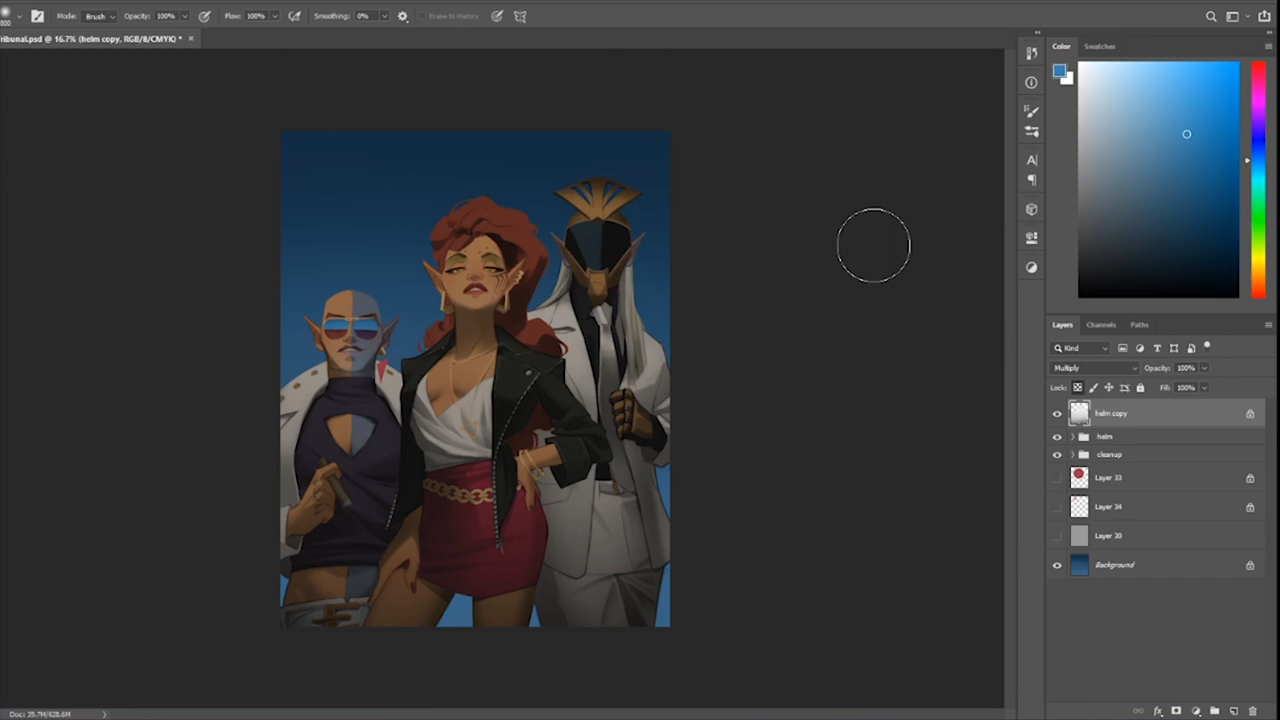 800
Mode: Brush Opacity: 100% Flow: 100% Smoothing: 0% Erase to History
ribunal.psd @ 16.7% (helm copy, RGB/8/CMYK) * ×
Color Swatches
Layers Channels Paths
Kind
Multiply Opacity: 100%
Lock: Fill: 100%
helm copy
helm
cleanup
Layer 33
Layer 34
Layer 30
Background
Doc: 39.7M/628.6M